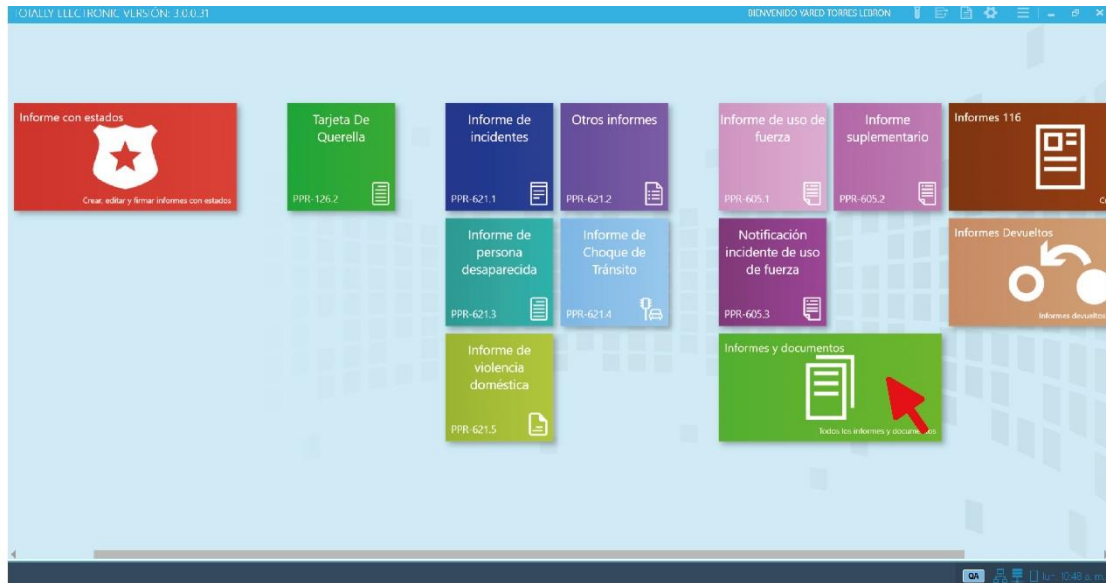 TOTALLY ELECTRONIC VERSIÓN: 3.0.0.31
BIENVENIDO YARED TORRES LEBRON
Informe con estados
Crear, editar y firmar informes con estados
Tarjeta De
Querella
PPR-126.2
Informe de
incidentes
PPR-621.1
Otros informes
PPR-621.2
Informe de uso de
fuerza
PPR-605.1
Informe
suplementario
PPR-605.2
Informes 116
Informe de
persona
desaparecida
PPR-621.3
Informe de
Choque de
Tránsito
PPR-621.4
Notificación
incidente de uso
de fuerza
PPR-605.3
Informes Devueltos
Informes devueltos
Informe de
violencia
doméstica
PPR-621.5
Informes y documentos
Todos los informes y documentos
QA
lun. 10:48 a. m.